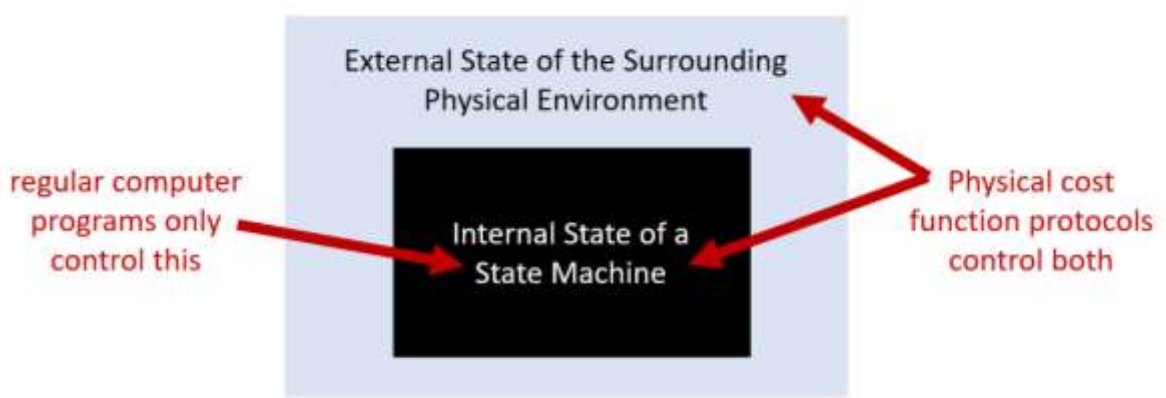 External State of the Surrounding
Physical Environment
regular computer
programs only
control this
Internal State of a
State Machine
Physical cost
function protocols
control both